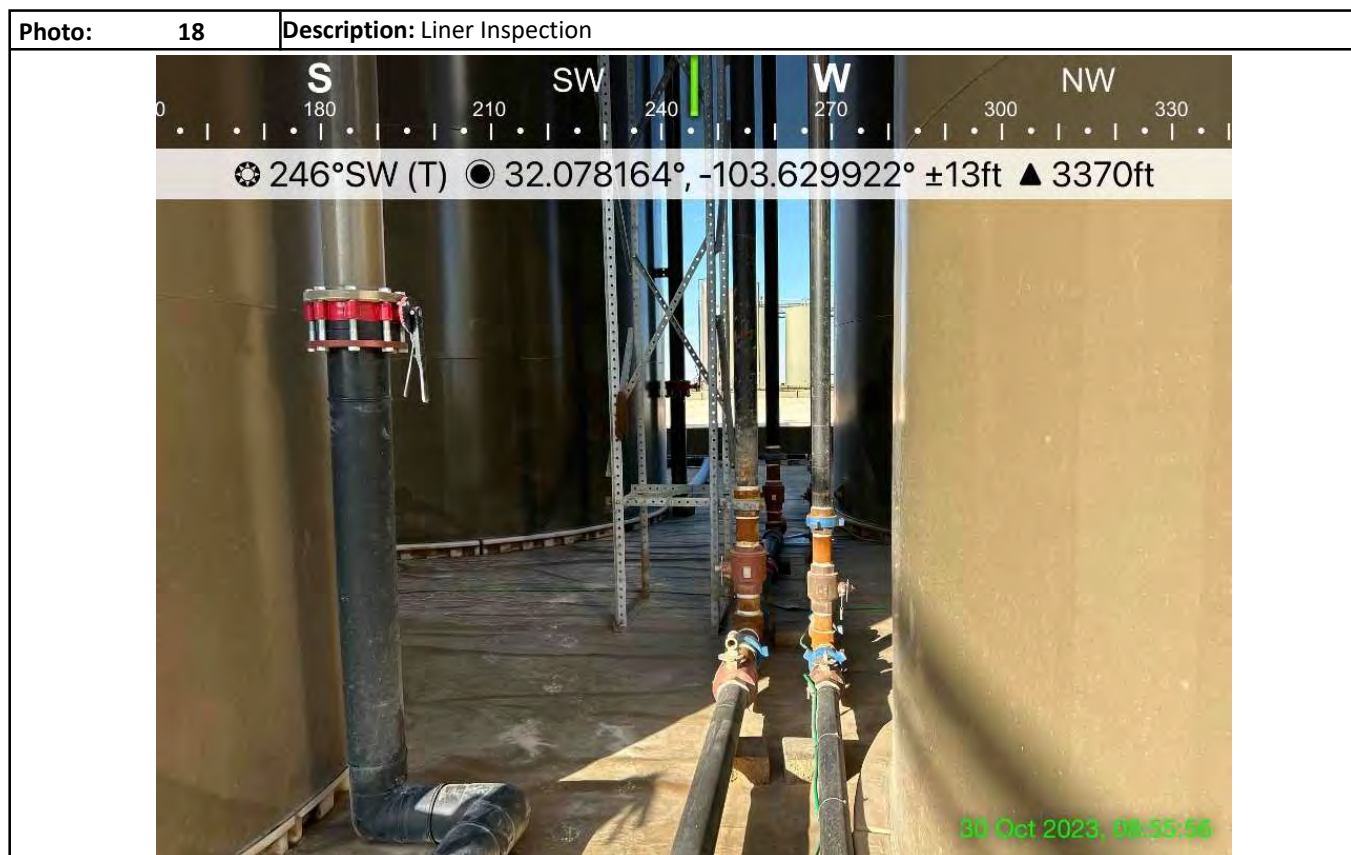 Photo: 18 Description: Liner Inspection
S SW W NW
0 180 210 240 270 300 330
246°SW (T) 32.078164°, -103.629922° ±13ft ▲ 3370ft
30 Oct 2023, 08:55:56